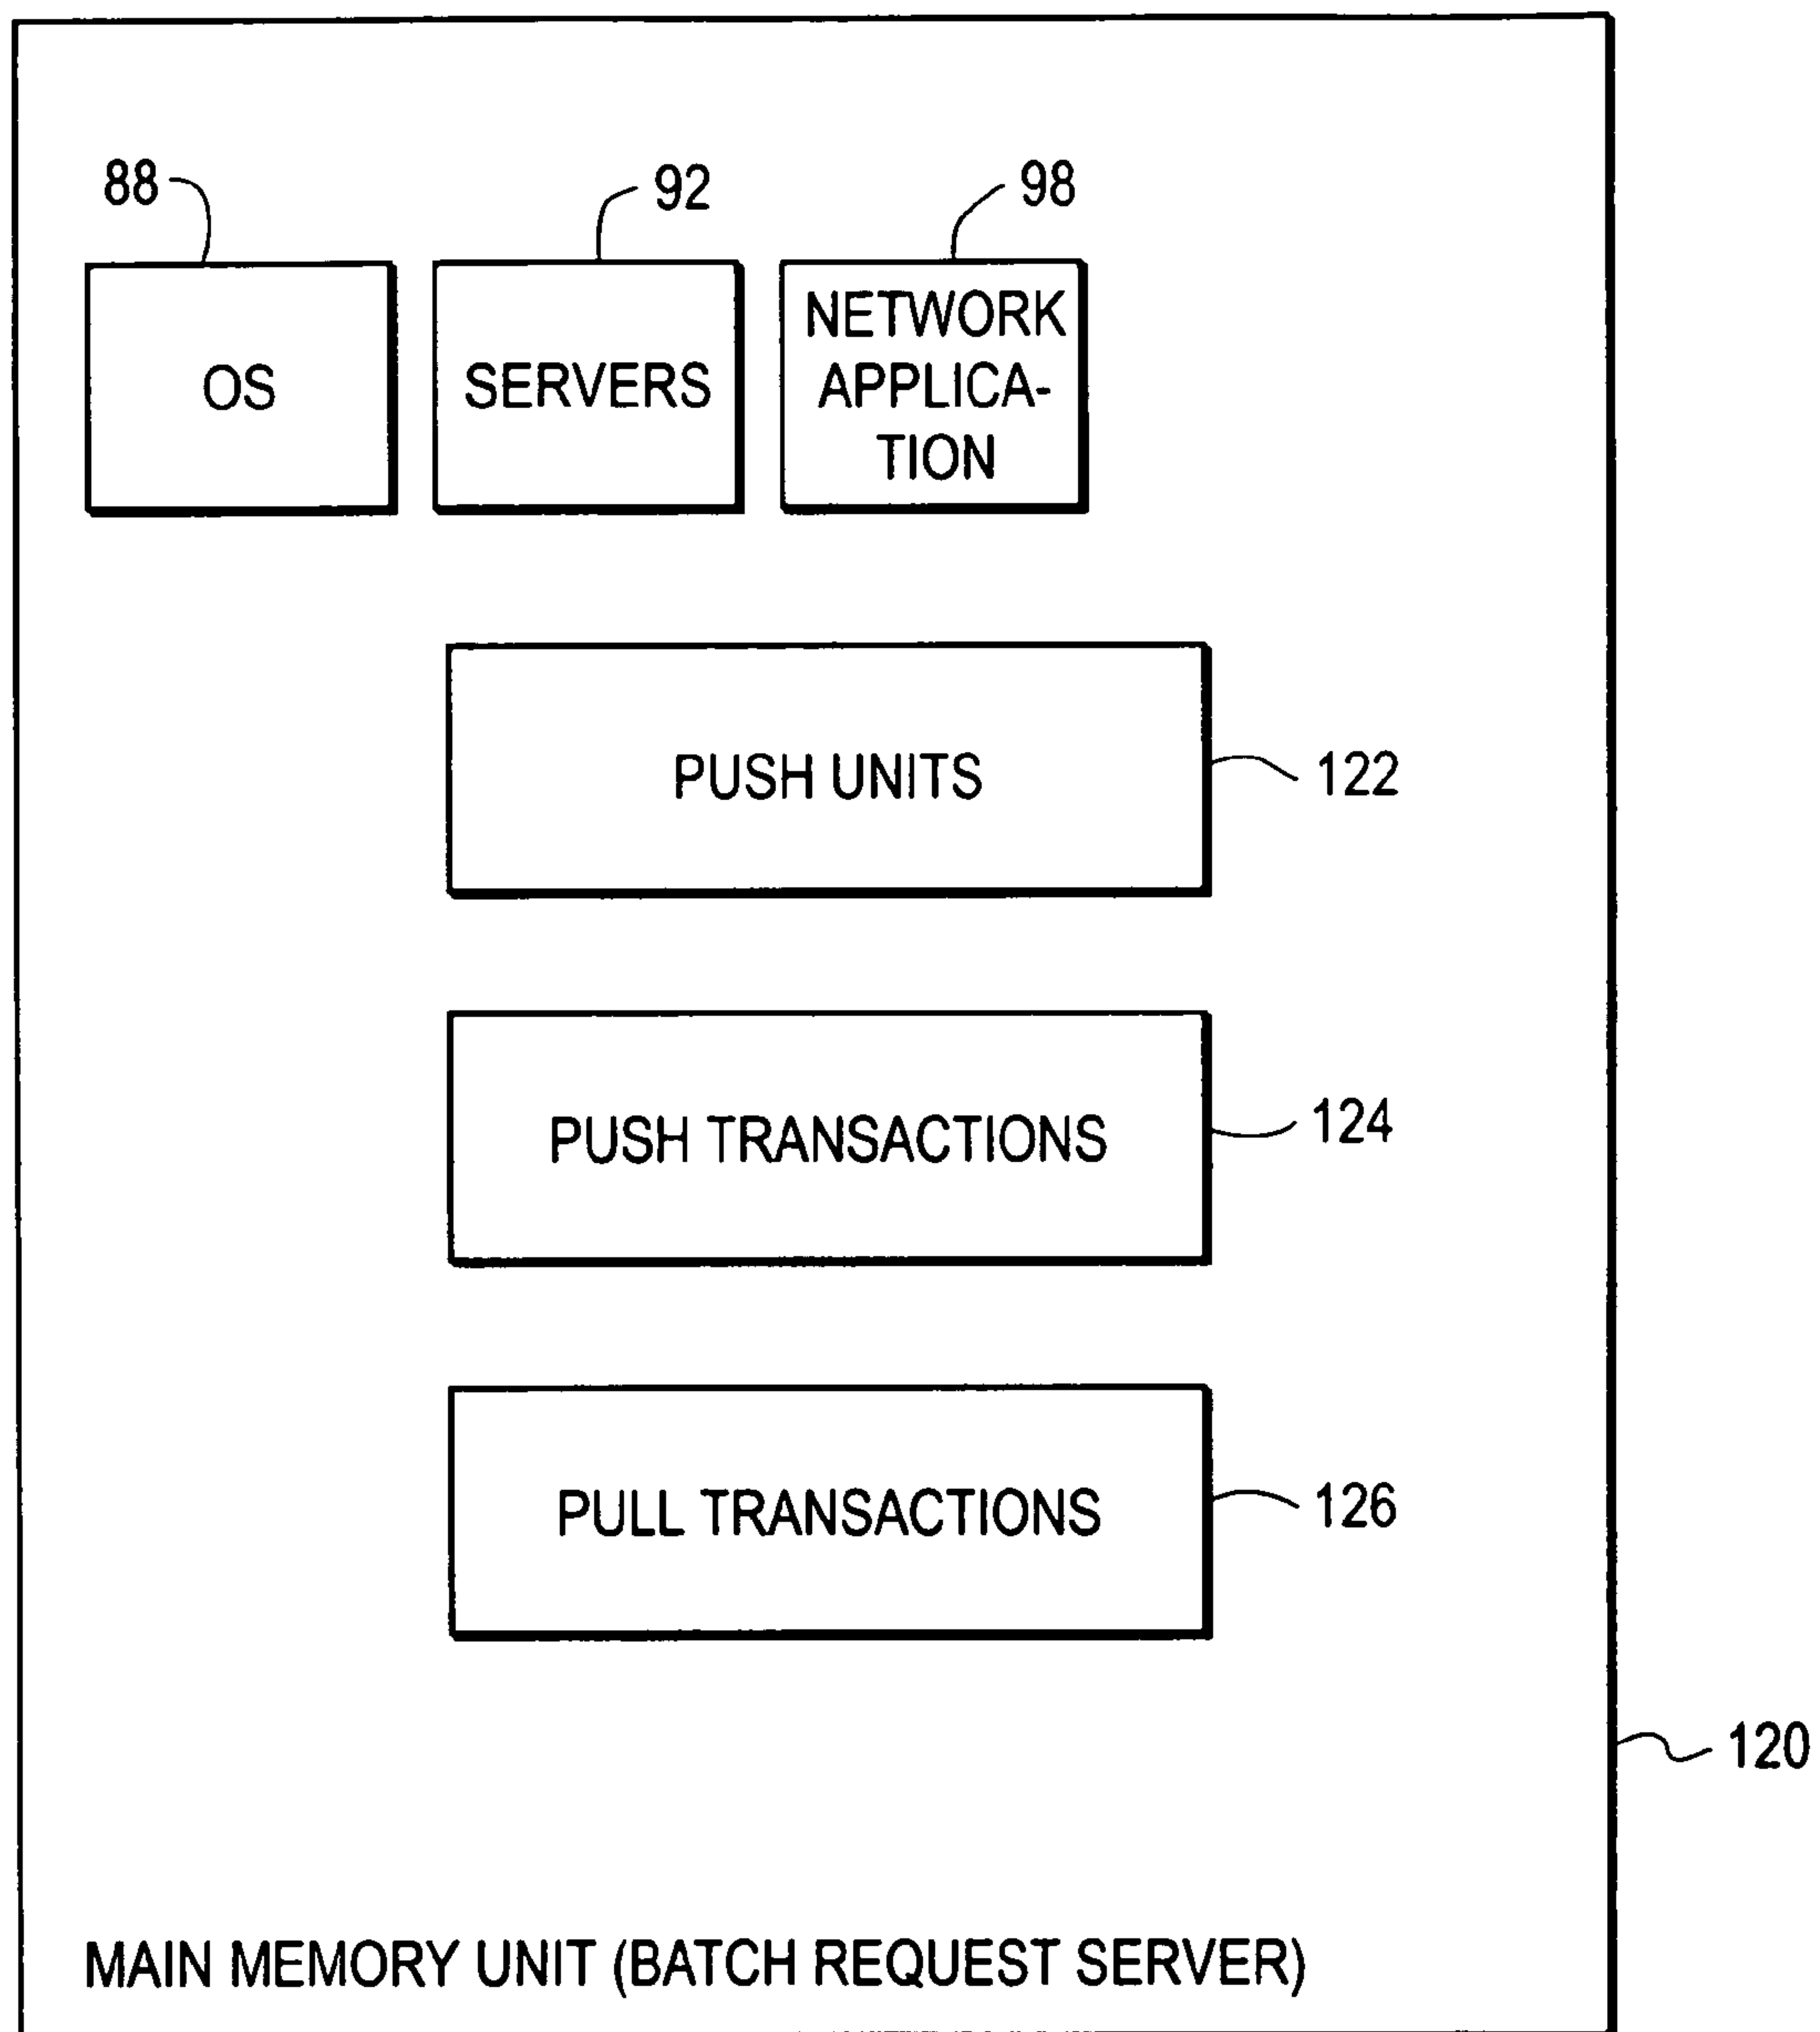 88
92
98
OS
SERVERS
NETWORK
APPLICA-
TION
PUSH UNITS
122
PUSH TRANSACTIONS
124
PULL TRANSACTIONS
126
120
MAIN MEMORY UNIT (BATCH REQUEST SERVER)